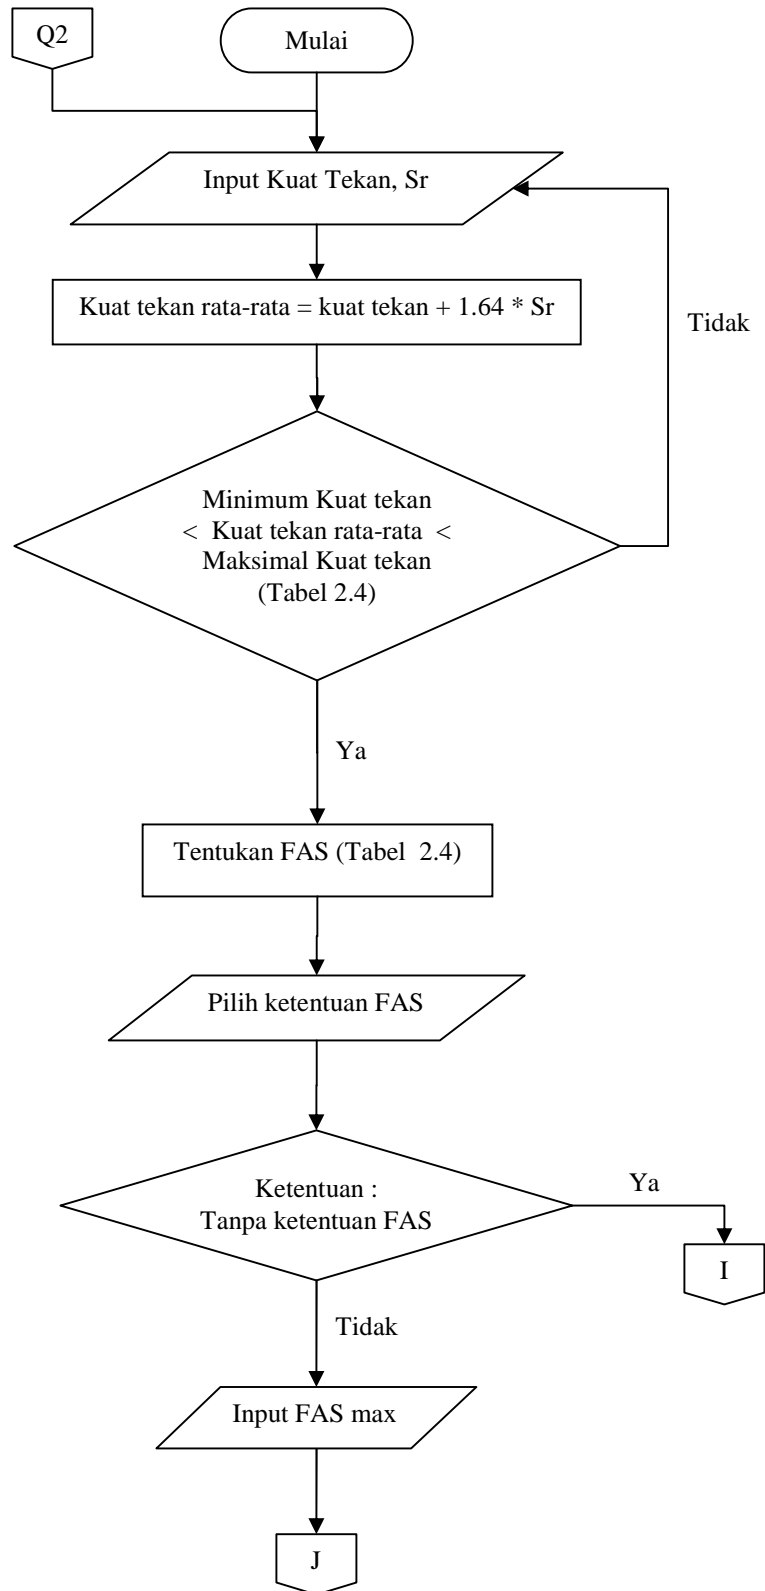 Q2
Mulai
Input Kuat Tekan, Sr
Kuat tekan rata-rata = kuat tekan + 1.64 * Sr
Tidak
Minimum Kuat tekan
< Kuat tekan rata-rata <
Maksimal Kuat tekan
(Tabel 2.4)
Ya
Tentukan FAS (Tabel 2.4)
Pilih ketentuan FAS
Ketentuan :
Tanpa ketentuan FAS
Ya
I
Tidak
Input FAS max
J